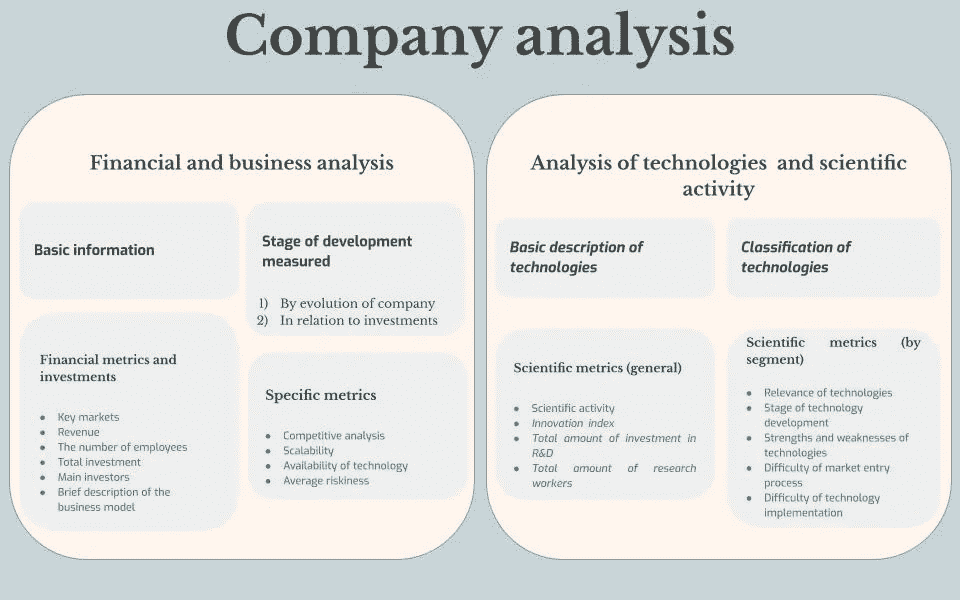 Company analysis
Financial and business analysis
Basic information
Stage of development
measured
1) By evolution of company
2) In relation to investments
Financial metrics and
investments
● Key markets
● Revenue
● The number of employees
● Total investment
● Main investors
● Brief description of the
business model
Specific metrics
● Competitive analysis
● Scalability
● Availability of technology
● Average riskiness
Analysis of technologies and scientific
activity
Basic description of
technologies
Classification of
technologies
Scientific metrics (general)
● Scientific activity
● Innovation index
● Total amount of investment in
R&D
● Total amount of research
workers
Scientific metrics (by
segment)
● Relevance of technologies
● Stage of technology
development
● Strengths and weaknesses of
technologies
● Difficulty of market entry
process
● Difficulty of technology
implementation